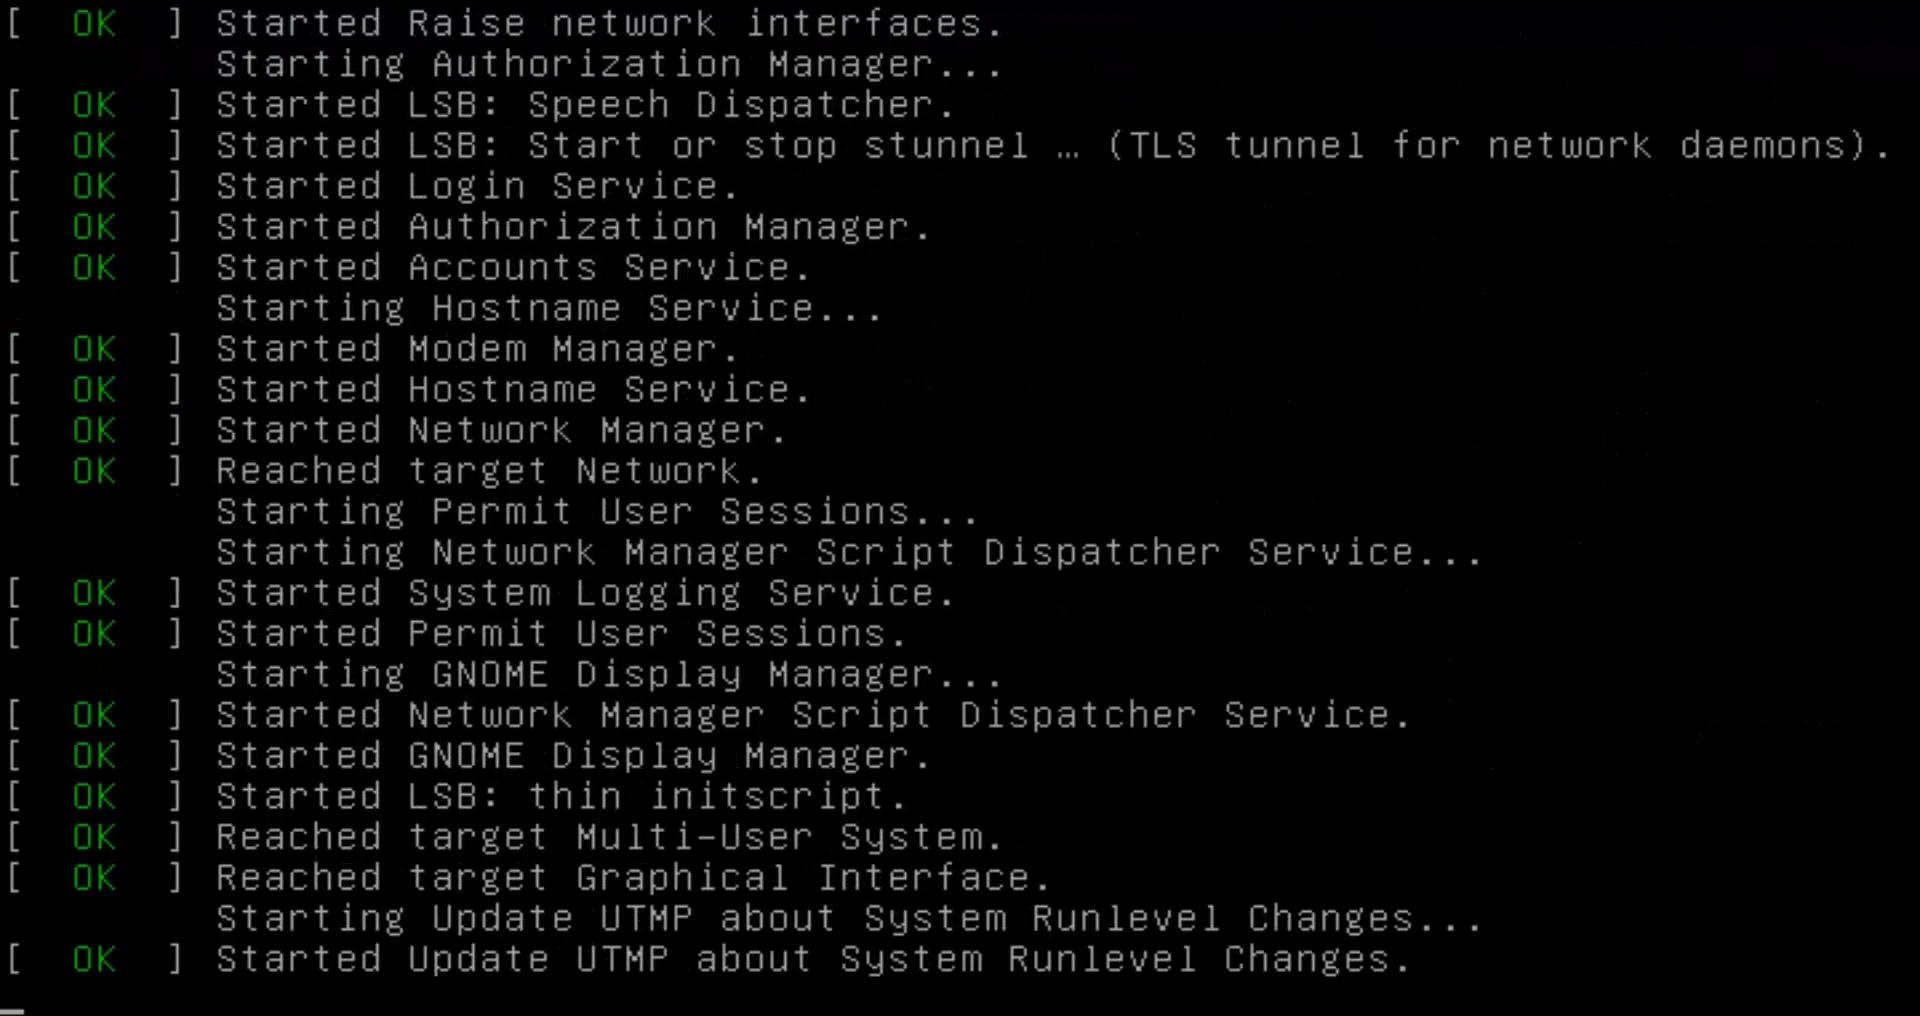 [  OK  ] Started Raise network interfaces.
         Starting Authorization Manager...
[  OK  ] Started LSB: Speech Dispatcher.
[  OK  ] Started LSB: Start or stop stunnel … (TLS tunnel for network daemons).
[  OK  ] Started Login Service.
[  OK  ] Started Authorization Manager.
[  OK  ] Started Accounts Service.
         Starting Hostname Service...
[  OK  ] Started Modem Manager.
[  OK  ] Started Hostname Service.
[  OK  ] Started Network Manager.
[  OK  ] Reached target Network.
         Starting Permit User Sessions...
         Starting Network Manager Script Dispatcher Service...
[  OK  ] Started System Logging Service.
[  OK  ] Started Permit User Sessions.
         Starting GNOME Display Manager...
[  OK  ] Started Network Manager Script Dispatcher Service.
[  OK  ] Started GNOME Display Manager.
[  OK  ] Started LSB: thin initscript.
[  OK  ] Reached target Multi-User System.
[  OK  ] Reached target Graphical Interface.
         Starting Update UTMP about System Runlevel Changes...
[  OK  ] Started Update UTMP about System Runlevel Changes.